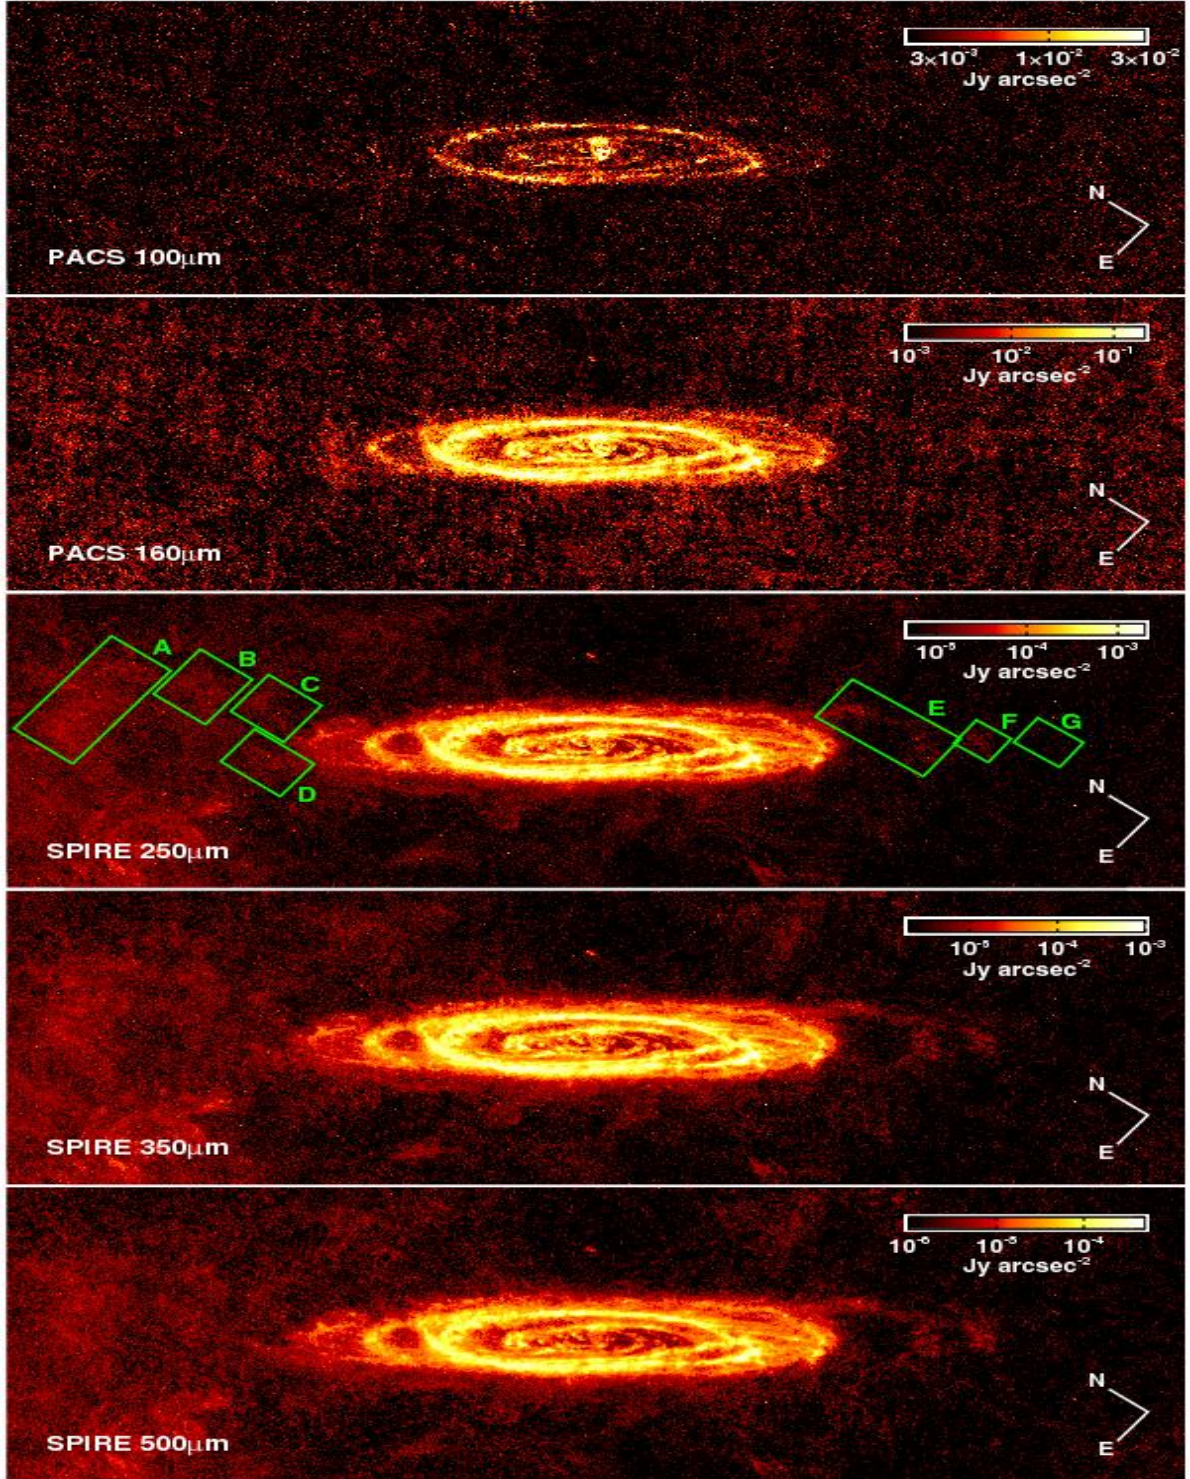 3×10⁻³ 1×10⁻² 3×10⁻²
Jy arcsec⁻²
N
E
PACS 100μm
10⁻³ 10⁻² 10⁻¹
Jy arcsec⁻²
N
E
PACS 160μm
10⁻⁵ 10⁻⁴ 10⁻³
Jy arcsec⁻²
A
B
C
D
E
F
G
N
E
SPIRE 250μm
10⁻⁵ 10⁻⁴ 10⁻³
Jy arcsec⁻²
N
E
SPIRE 350μm
10⁻⁶ 10⁻⁵ 10⁻⁴
Jy arcsec⁻²
N
E
SPIRE 500μm